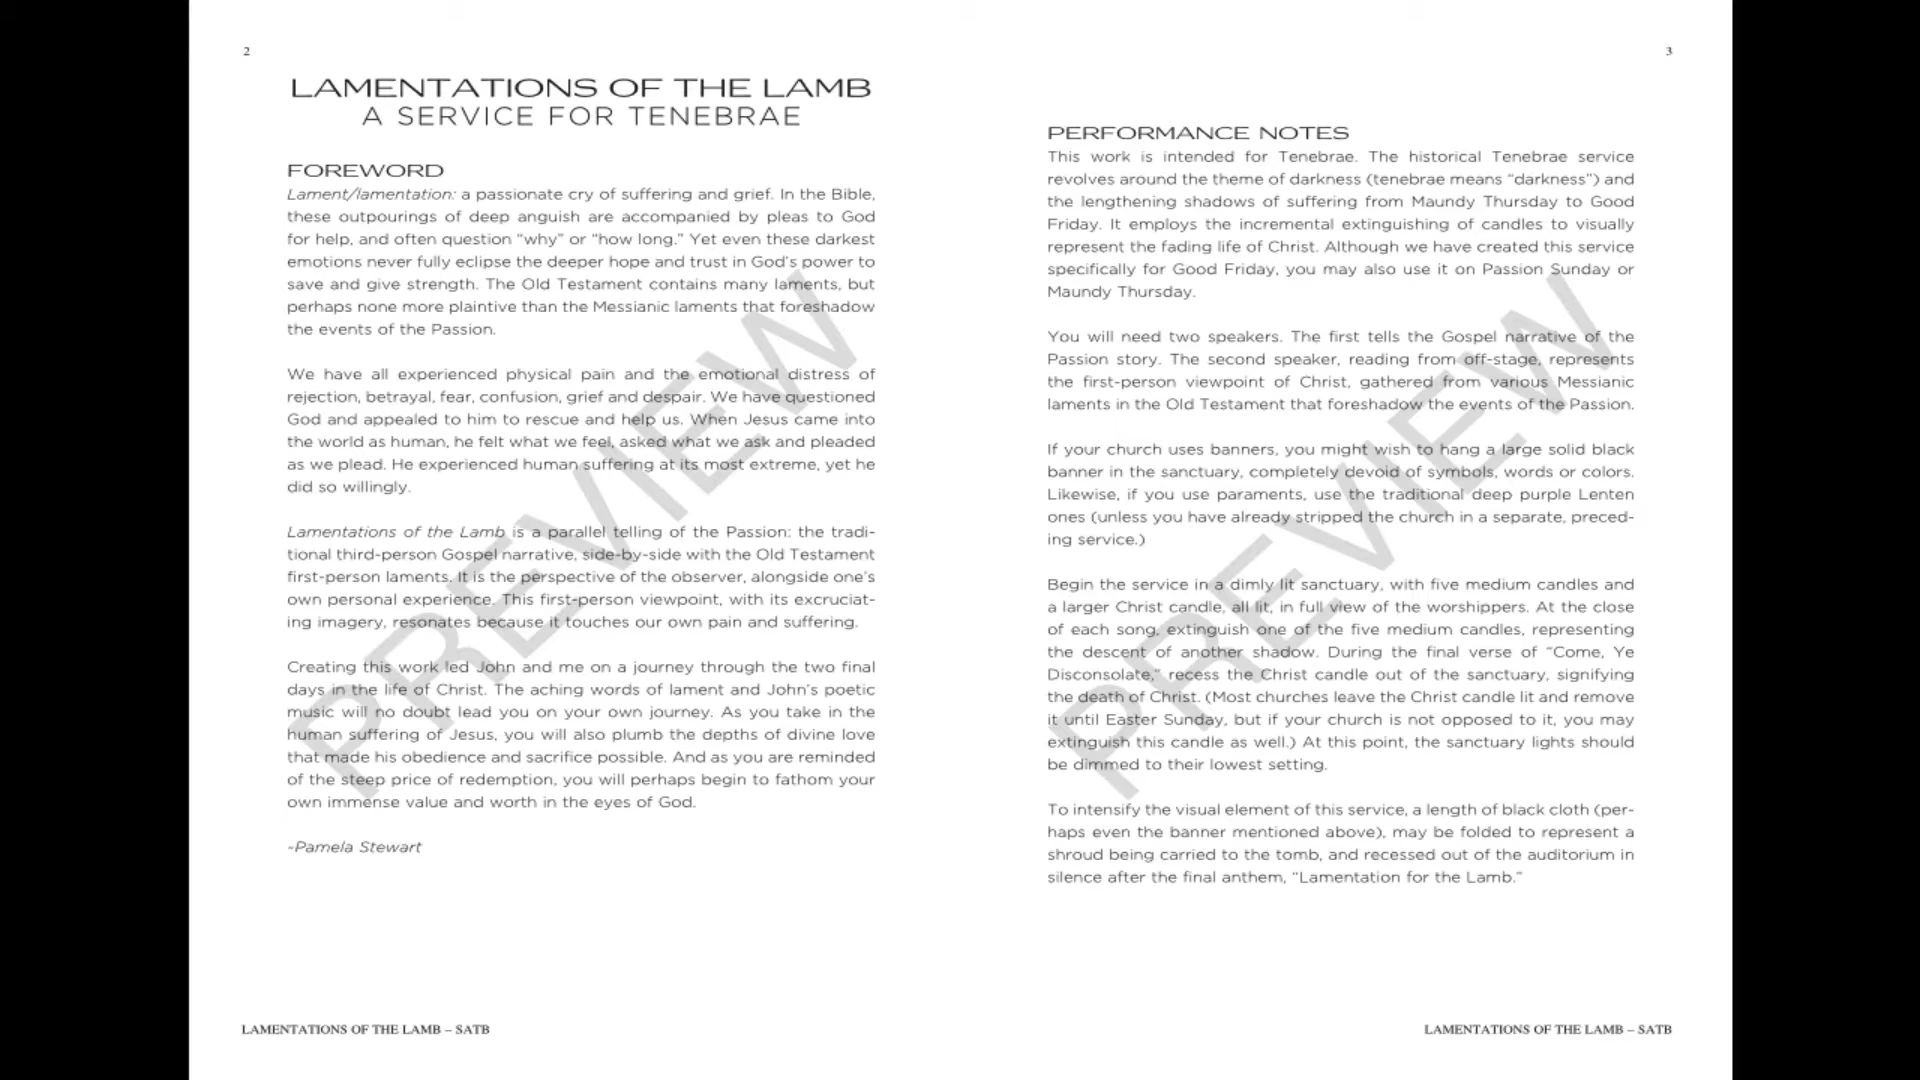 2
LAMENTATIONS OF THE LAMB
A SERVICE FOR TENEBRAE
FOREWORD
Lament/lamentation: a passionate cry of suffering and grief. In the Bible,
these outpourings of deep anguish are accompanied by pleas to God
for help, and often question “why” or “how long.” Yet even these darkest
emotions never fully eclipse the deeper hope and trust in God’s power to
save and give strength. The Old Testament contains many laments, but
perhaps none more plaintive than the Messianic laments that foreshadow
the events of the Passion.
We have all experienced physical pain and the emotional distress of
rejection, betrayal, fear, confusion, grief and despair. We have questioned
God and appealed to him to rescue and help us. When Jesus came into
the world as human, he felt what we feel, asked what we ask and pleaded
as we plead. He experienced human suffering at its most extreme, yet he
did so willingly.
Lamentations of the Lamb is a parallel telling of the Passion: the tradi-
tional third-person Gospel narrative, side-by-side with the Old Testament
first-person laments. It is the perspective of the observer, alongside one’s
own personal experience. This first-person viewpoint, with its excruciat-
ing imagery, resonates because it touches our own pain and suffering.
Creating this work led John and me on a journey through the two final
days in the life of Christ. The aching words of lament and John’s poetic
music will no doubt lead you on your own journey. As you take in the
human suffering of Jesus, you will also plumb the depths of divine love
that made his obedience and sacrifice possible. And as you are reminded
of the steep price of redemption, you will perhaps begin to fathom your
own immense value and worth in the eyes of God.
~Pamela Stewart
PREVIEW
LAMENTATIONS OF THE LAMB – SATB
3
PERFORMANCE NOTES
This work is intended for Tenebrae. The historical Tenebrae service
revolves around the theme of darkness (tenebrae means “darkness”) and
the lengthening shadows of suffering from Maundy Thursday to Good
Friday. It employs the incremental extinguishing of candles to visually
represent the fading life of Christ. Although we have created this service
specifically for Good Friday, you may also use it on Passion Sunday or
Maundy Thursday.
You will need two speakers. The first tells the Gospel narrative of the
Passion story. The second speaker, reading from off-stage, represents
the first-person viewpoint of Christ, gathered from various Messianic
laments in the Old Testament that foreshadow the events of the Passion.
If your church uses banners, you might wish to hang a large solid black
banner in the sanctuary, completely devoid of symbols, words or colors.
Likewise, if you use paraments, use the traditional deep purple Lenten
ones (unless you have already stripped the church in a separate, preced-
ing service.)
Begin the service in a dimly lit sanctuary, with five medium candles and
a larger Christ candle, all lit, in full view of the worshippers. At the close
of each song, extinguish one of the five medium candles, representing
the descent of another shadow. During the final verse of “Come, Ye
Disconsolate,” recess the Christ candle out of the sanctuary, signifying
the death of Christ. (Most churches leave the Christ candle lit and remove
it until Easter Sunday, but if your church is not opposed to it, you may
extinguish this candle as well.) At this point, the sanctuary lights should
be dimmed to their lowest setting.
To intensify the visual element of this service, a length of black cloth (per-
haps even the banner mentioned above), may be folded to represent a
shroud being carried to the tomb, and recessed out of the auditorium in
silence after the final anthem, “Lamentation for the Lamb.”
PREVIEW
LAMENTATIONS OF THE LAMB – SATB